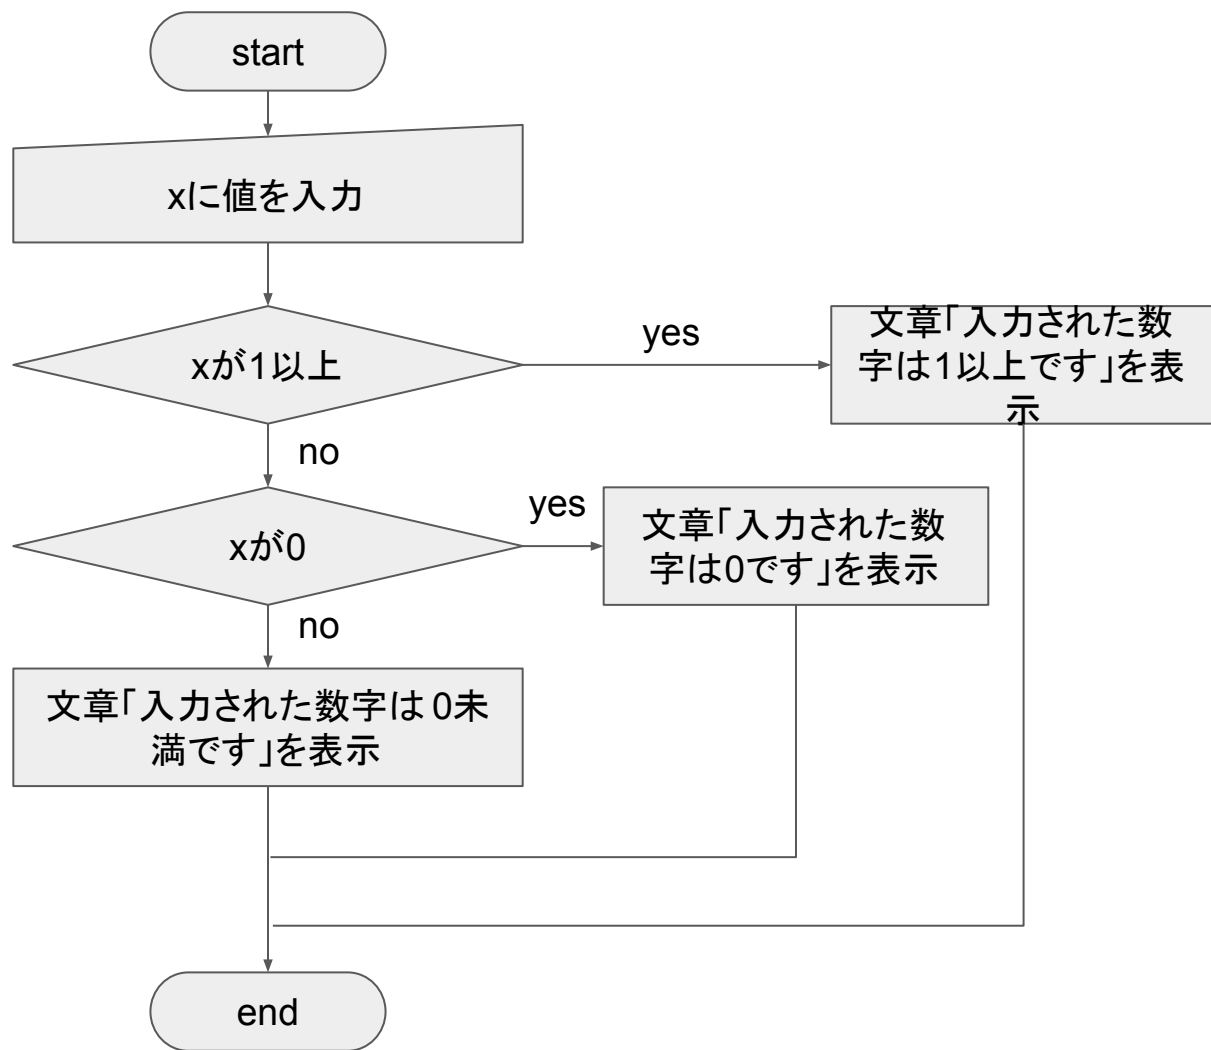 start
xに値を入力
xが1以上
yes
文章「入力された数
字は1以上です」を表
示
no
xが0
yes
文章「入力された数
字は0です」を表示
no
文章「入力された数字は0未
満です」を表示
end